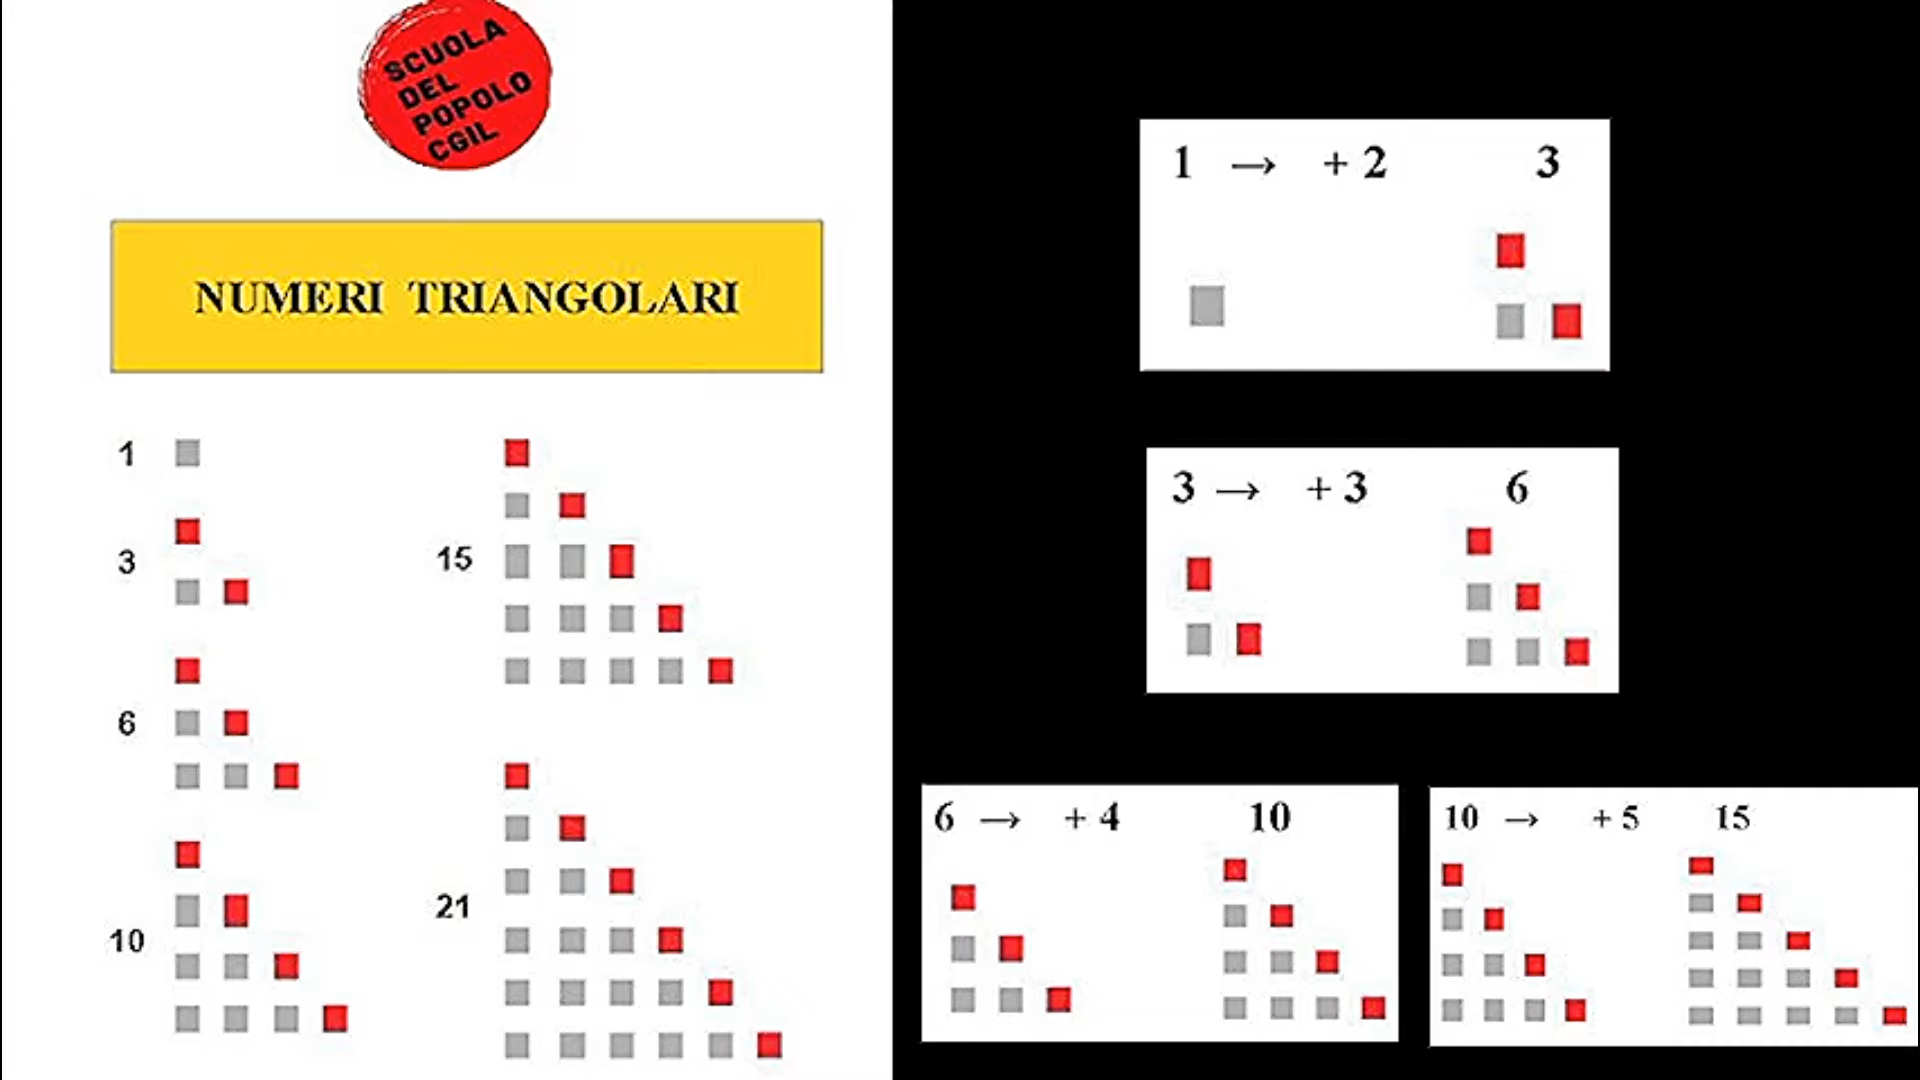 SCUOLA
DEL
POPOLO
CGIL
NUMERI TRIANGOLARI
1
3
6
10
15
21
1 → + 2 3
3 → + 3 6
6 → + 4 10
10 → + 5 15